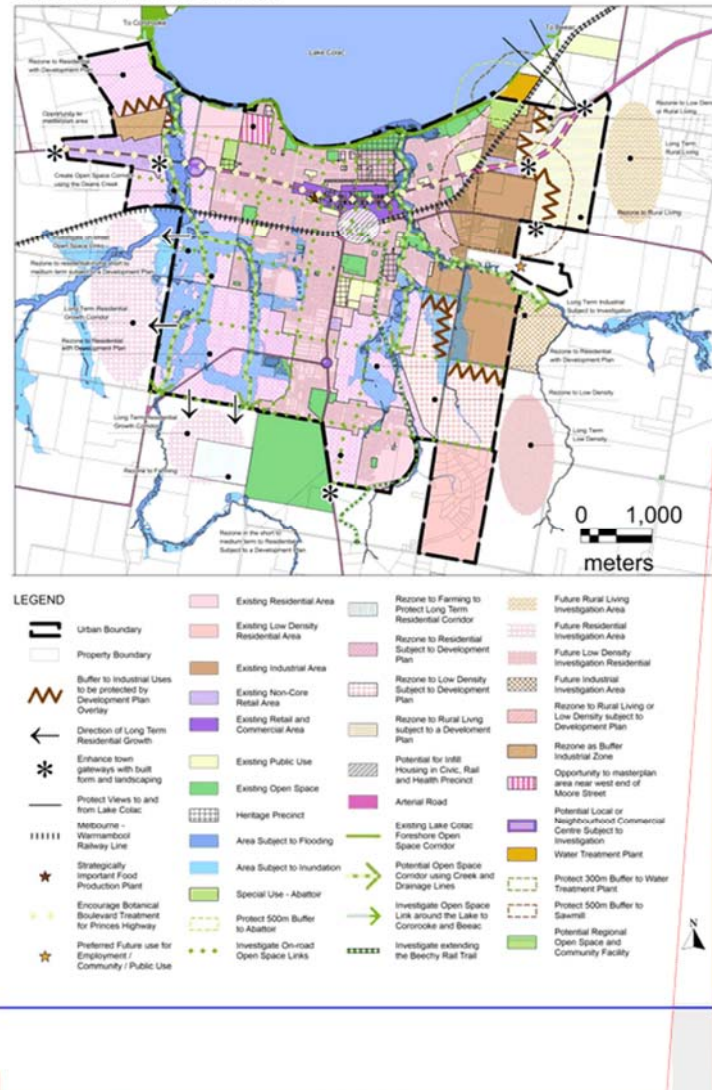 To Cororooke
To Beeac
Lake Colac
Rezone to Residential
with Development Plan
Opportunity to
masterplan area
Rezone to Low Density
or Rural Living
Long Term
Rural Living
Create Open Space
using the Deans Creek
Rezone to Rural Living
Open Space Links
Long Term Residential
Growth Corridor
Rezone to Residential
with Development Plan
Long Term Industrial
Subject to Investigation
Rezone to Residential
with Development Plan
Rezone to Low Density
Long Term
Low Density
Long Term Residential
Growth Corridor
Rezone to Farming
Rezone in the short to
medium term to Residential
Subject to a Development Plan
0 1,000
meters
LEGEND
Urban Boundary
Property Boundary
Buffer to Industrial Uses
to be protected by
Development Plan
Overlay
Direction of Long Term
Residential Growth
Enhance town
gateways with built
form and landscaping
Protect Views to and
from Lake Colac
Melbourne -
Warrnambool
Railway Line
Strategically
Important Food
Production Plant
Encourage Botanical
Boulevard Treatment
for Princes Highway
Preferred Future use for
Employment /
Community / Public Use
Existing Residential Area
Existing Low Density
Residential Area
Existing Industrial Area
Existing Non-Core
Retail Area
Existing Retail and
Commercial Area
Existing Public Use
Existing Open Space
Heritage Precinct
Area Subject to Flooding
Area Subject to Inundation
Special Use - Abattoir
Protect 500m Buffer
to Abattoir
Investigate On-road
Open Space Links
Rezone to Farming to
Protect Long Term
Residential Corridor
Rezone to Residential
Subject to Development
Plan
Rezone to Low Density
Subject to Development
Plan
Rezone to Rural Livng
subject to a Develoment
Plan
Potential for Infill
Housing in Civic, Rail
and Health Precinct
Arterial Road
Existing Lake Colac
Foreshore Open
Space Corridor
Potential Open Space
Corridor using Creek and
Drainage Lines
Investigate Open Space
Link around the Lake to
Cororooke and Beeac
Investigate extending
the Beechy Rail Trail
Future Rural Living
Investigation Area
Future Residential
Investigation Area
Future Low Density
Investigation Residential
Future Industrial
Investigation Area
Rezone to Rural Living or
Low Density subject to
Development Plan
Rezone as Buffer
Industrial Zone
Opportunity to masterplan
area near west end of
Moore Street
Potential Local or
Neighbourhood Commercial
Centre Subject to
Investigation
Water Treatment Plant
Protect 300m Buffer to Water
Treatment Plant
Protect 500m Buffer to
Sawmill
Potential Regional
Open Space and
Community Facility
N